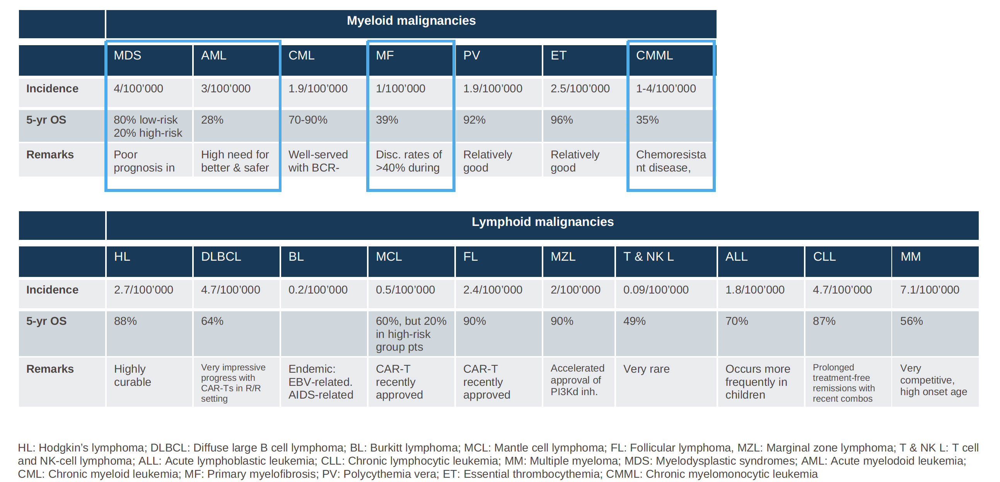 Myeloid malignancies
MDS AML CML MF PV ET CMML
Incidence 4/100’000 3/100’000 1.9/100’000 1/100’000 1.9/100’000 2.5/100’000 1-4/100’000
5-yr OS 80% low-risk 28% 70-90% 39% 92% 96% 35%
20% high-risk
Remarks Poor High need for Well-served Disc. rates of Relatively Relatively Chemoresista
prognosis in better & safer with BCR- >40% during good good nt disease,
Lymphoid malignancies
HL DLBCL BL MCL FL MZL T & NK L ALL CLL MM
Incidence 2.7/100’000 4.7/100’000 0.2/100’000 0.5/100’000 2.4/100’000 2/100’000 0.09/100’000 1.8/100’000 4.7/100’000 7.1/100’000
5-yr OS 88% 64% 60%, but 20% 90% 90% 49% 70% 87% 56%
in high-risk
group pts
Remarks Highly Very impressive Endemic: CAR-T CAR-T Accelerated Very rare Occurs more Prolonged Very
curable progress with EBV-related. recently recently approval of frequently in treatment-free competitive,
CAR-Ts in R/R AIDS-related approved approved PI3Kd inh. children remissions with high onset age
setting recent combos
HL: Hodgkin’s lymphoma; DLBCL: Diffuse large B cell lymphoma; BL: Burkitt lymphoma; MCL: Mantle cell lymphoma; FL: Follicular lymphoma, MZL: Marginal zone lymphoma; T & NK L: T cell
and NK-cell lymphoma; ALL: Acute lymphoblastic leukemia; CLL: Chronic lymphocytic leukemia; MM: Multiple myeloma; MDS: Myelodysplastic syndromes; AML: Acute myelodoid leukemia;
CML: Chronic myeloid leukemia; MF: Primary myelofibrosis; PV: Polycythemia vera; ET: Essential thrombocythemia; CMML: Chronic myelomonocytic leukemia